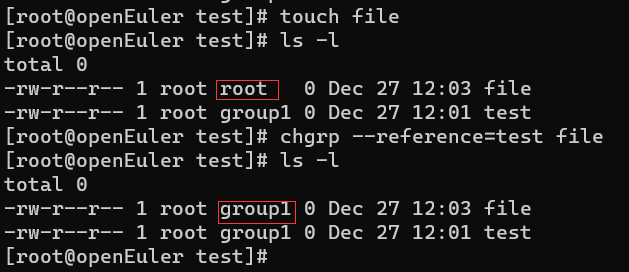 [root@openEuler test]# touch file
[root@openEuler test]# ls -l
total 0
-rw-r--r-- 1 root root   0 Dec 27 12:03 file
-rw-r--r-- 1 root group1 0 Dec 27 12:01 test
[root@openEuler test]# chgrp --reference=test file
[root@openEuler test]# ls -l
total 0
-rw-r--r-- 1 root group1 0 Dec 27 12:03 file
-rw-r--r-- 1 root group1 0 Dec 27 12:01 test
[root@openEuler test]#